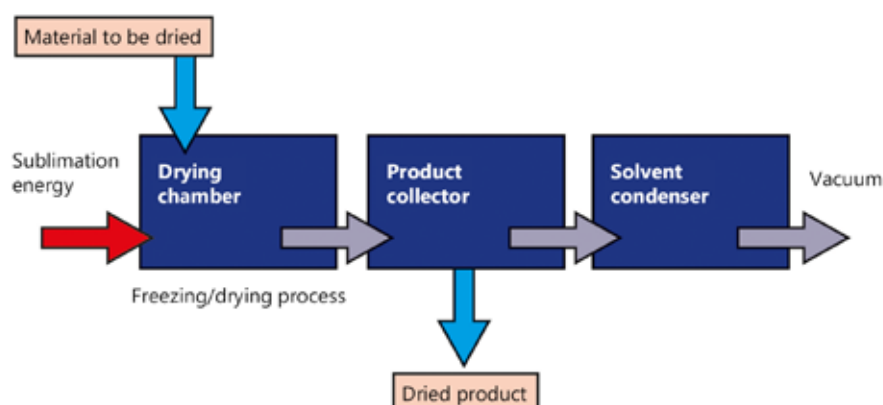 Material to be dried
Sublimation
energy
Drying
chamber
Product
collector
Solvent
condenser
Vacuum
Freezing/drying process
Dried product